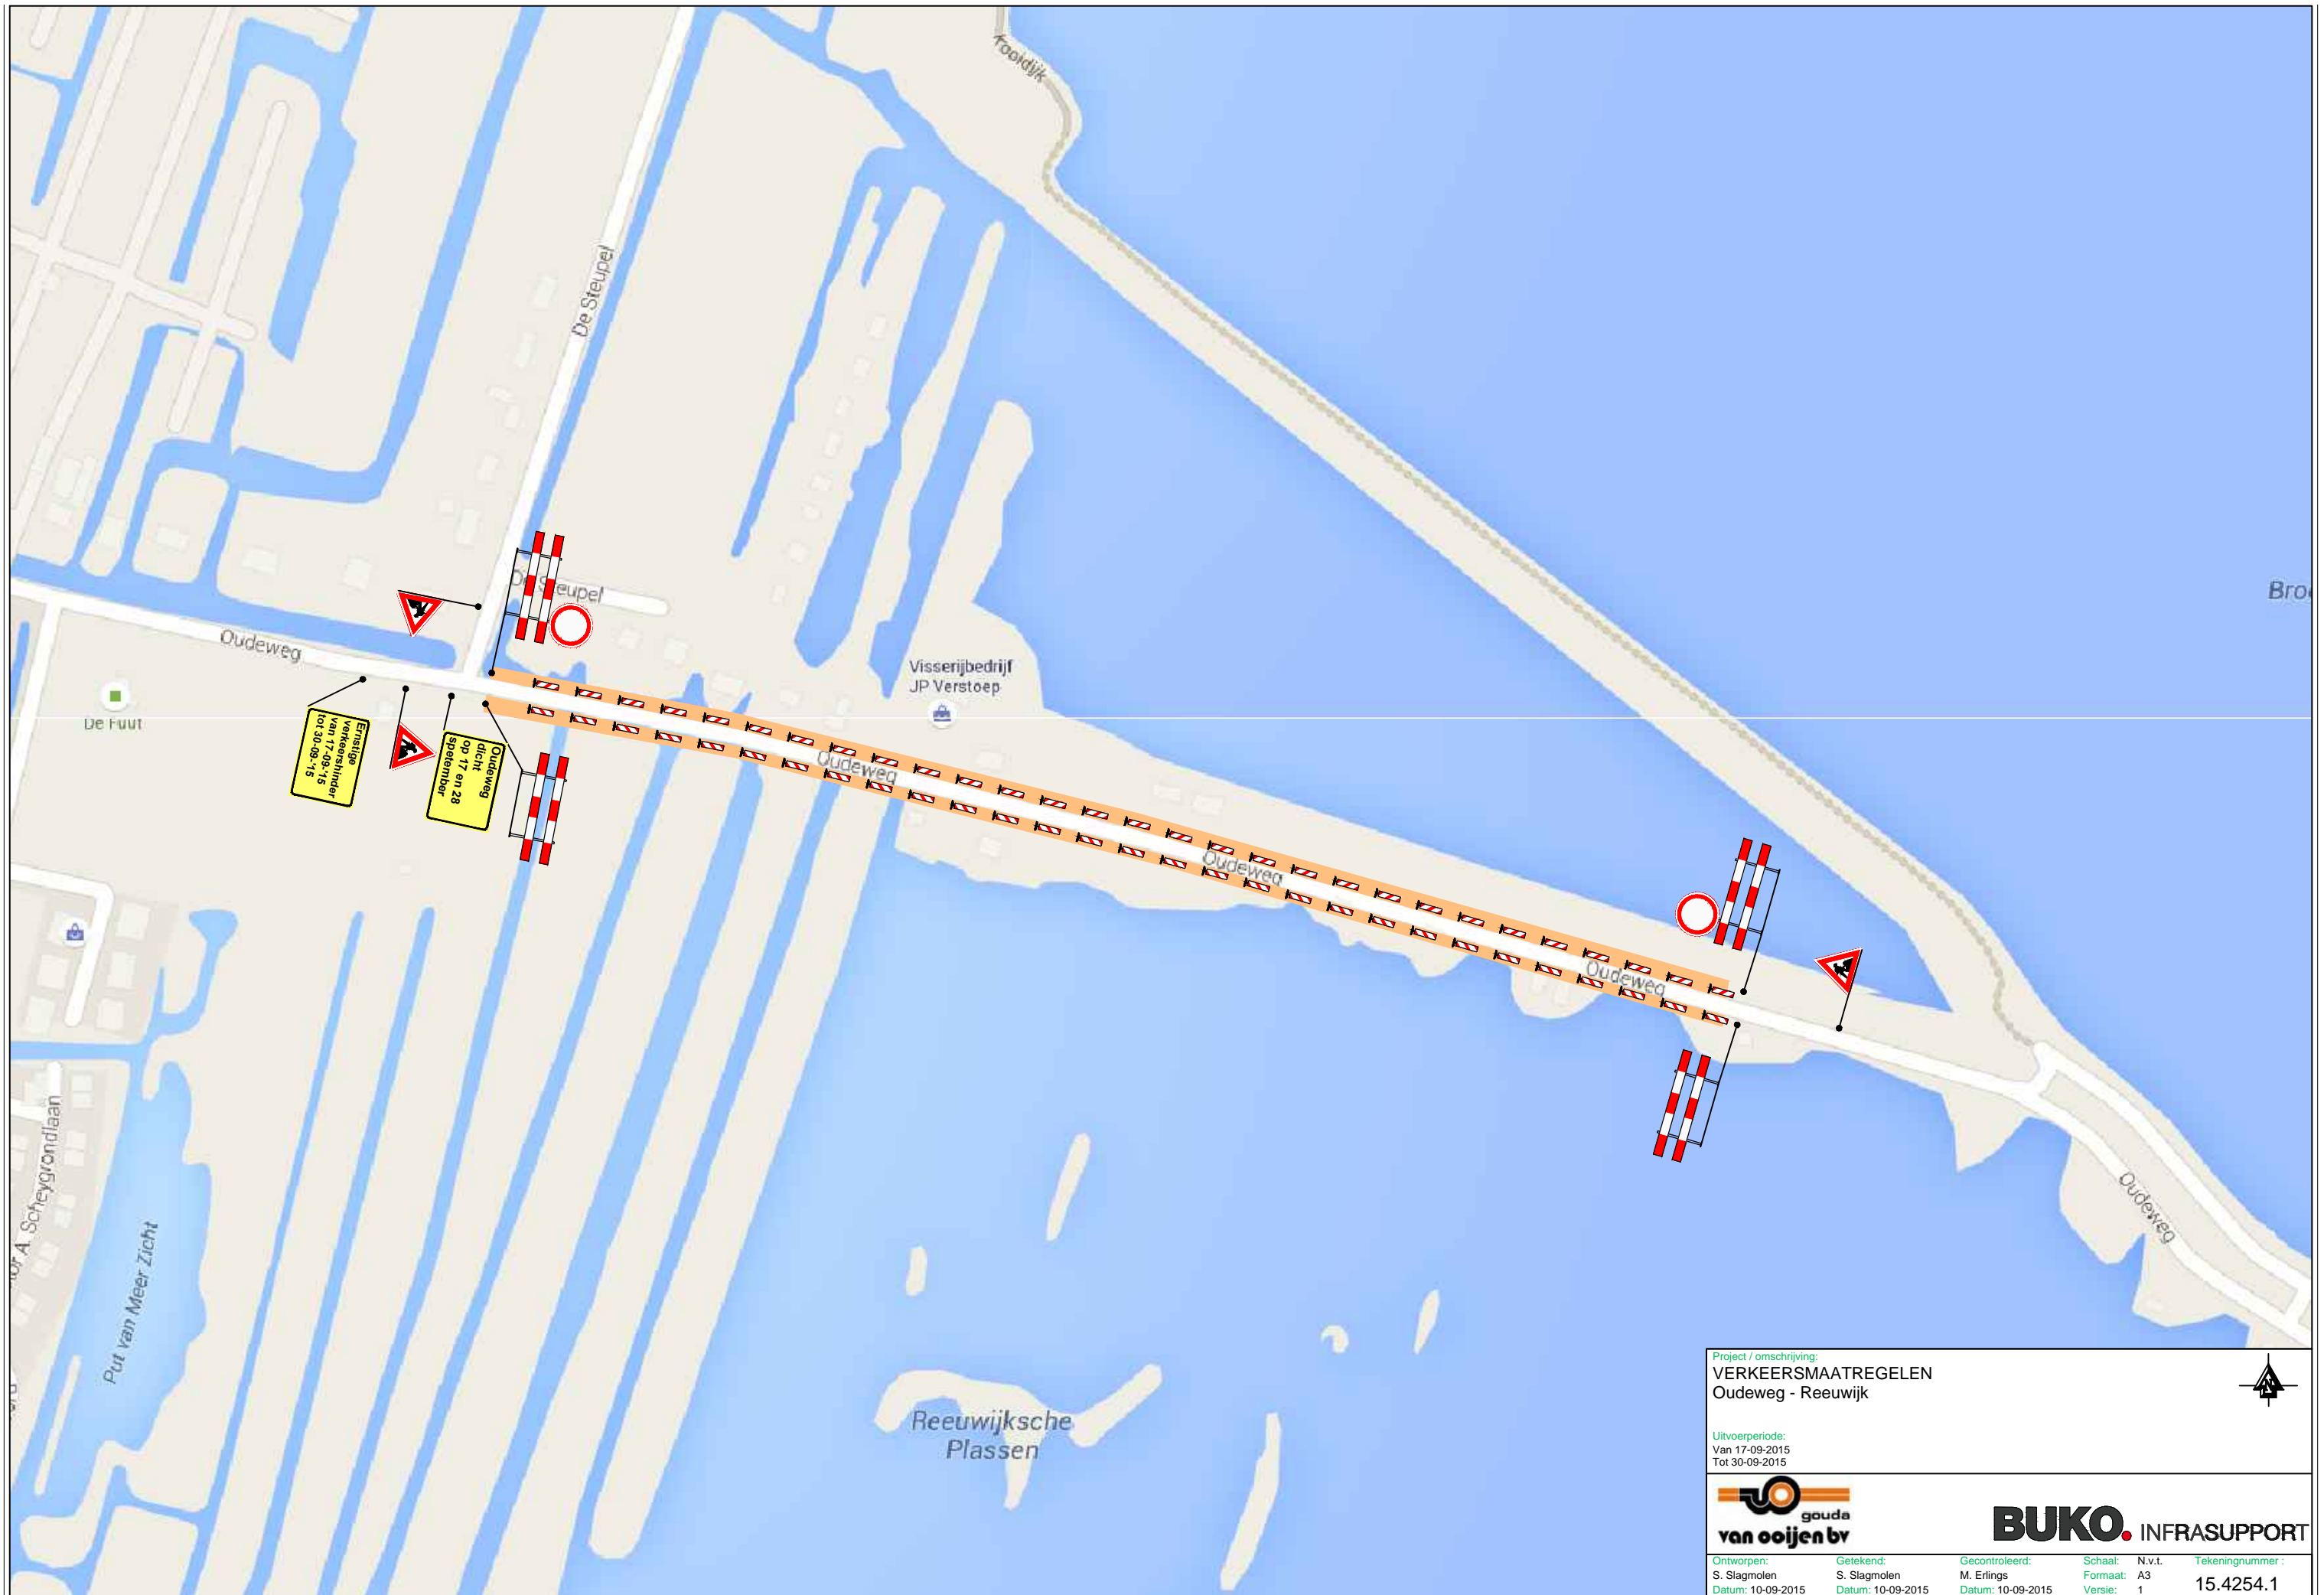 rooidijk
De Steupel
De Steupel
Oudeweg
De Fuut
Ernstige
verkeershinder
van 17-09-'15
tot 30-09-'15
Oudeweg
dicht
op 17 en 28
spetember
Visserijbedrijf
JP Verstoep
Oudeweg
Oudeweg
Oudeweg
Oudeweg
Bro
tor A. Scheygrondlaan
Put van Meer Zicht
Reeuwijksche
Plassen
Project / omschrijving:
VERKEERSMAATREGELEN
Oudeweg - Reeuwijk
N
Uitvoerperiode:
Van 17-09-2015
Tot 30-09-2015
gouda
van ooijen bv
BUKO. INFRASUPPORT
Ontworpen: Getekend: Gecontroleerd: Schaal: N.v.t. Tekeningnummer :
S. Slagmolen S. Slagmolen M. Erlings Formaat: A3 15.4254.1
Datum: 10-09-2015 Datum: 10-09-2015 Datum: 10-09-2015 Versie: 1